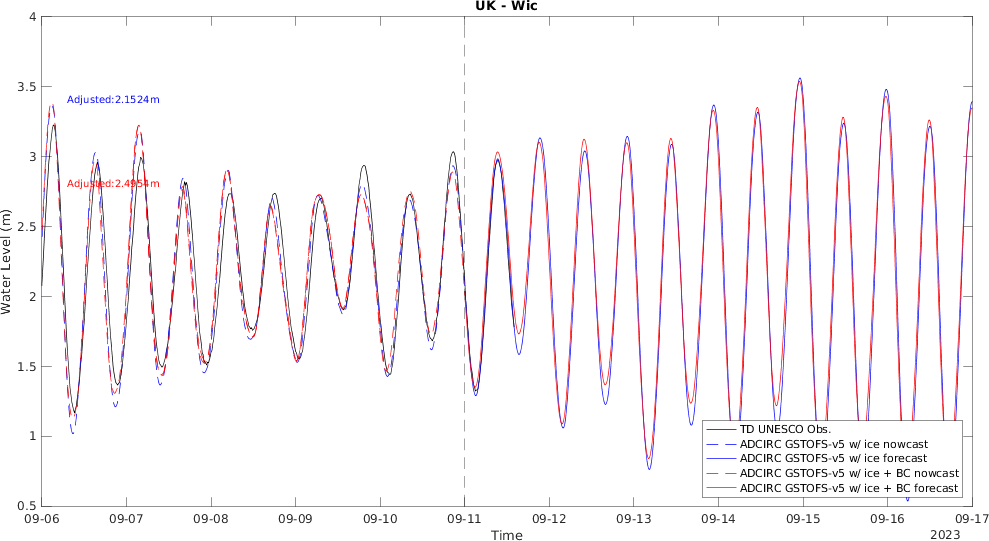 UK - Wic
4
3.5
3
2.5
2
1.5
1
0.5
Water Level (m)
Adjusted:2.1524m
Adjusted:2.4954m
TD UNESCO Obs.
ADCIRC GSTOFS-v5 w/ ice nowcast
ADCIRC GSTOFS-v5 w/ ice forecast
ADCIRC GSTOFS-v5 w/ ice + BC nowcast
ADCIRC GSTOFS-v5 w/ ice + BC forecast
09-06 09-07 09-08 09-09 09-10 09-11 09-12 09-13 09-14 09-15 09-16 09-17
Time
2023